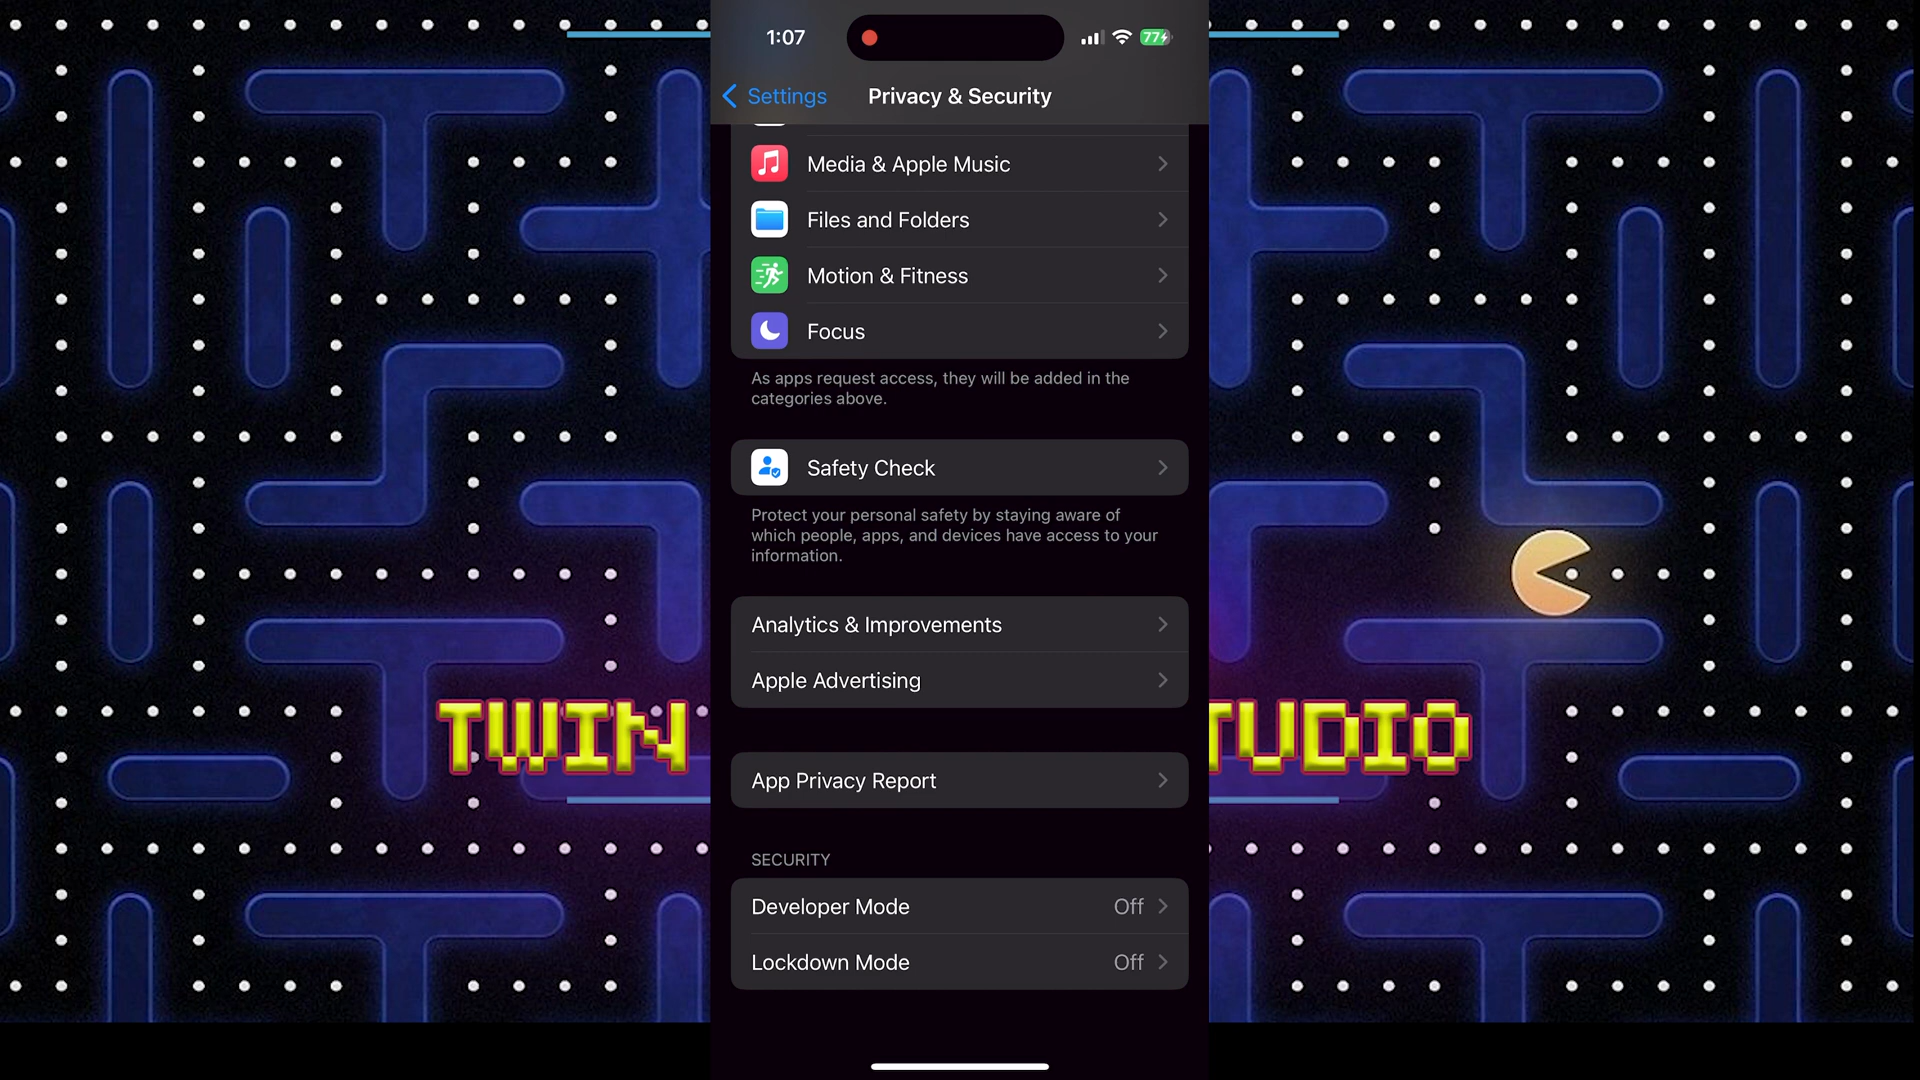 1:07
77
Settings
Privacy & Security
Media & Apple Music
Files and Folders
Motion & Fitness
Focus
As apps request access, they will be added in the
categories above.
Safety Check
Protect your personal safety by staying aware of
which people, apps, and devices have access to your
information.
Analytics & Improvements
Apple Advertising
TWIN
TUDIO
App Privacy Report
SECURITY
Developer Mode Off
Lockdown Mode Off